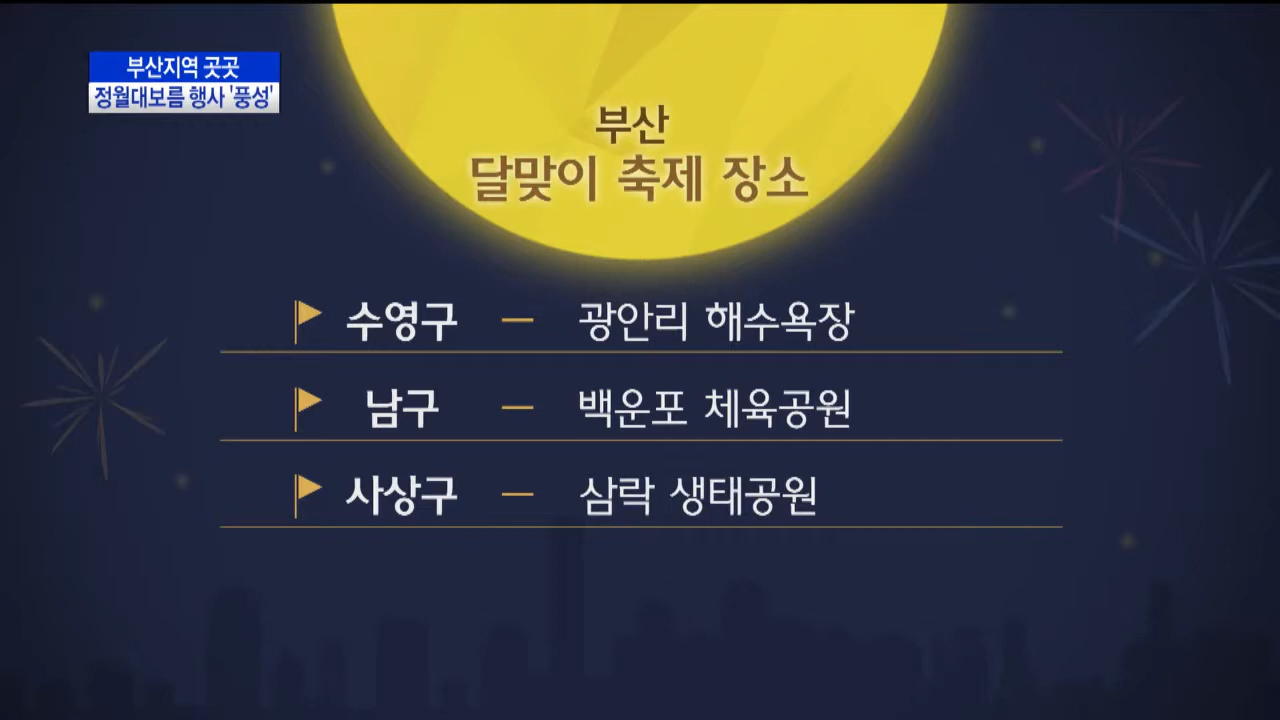 부산지역 곳곳
정월대보름 행사 '풍성'
부산
달맞이 축제 장소
수영구 — 광안리 해수욕장
남구 — 백운포 체육공원
사상구 — 삼락 생태공원